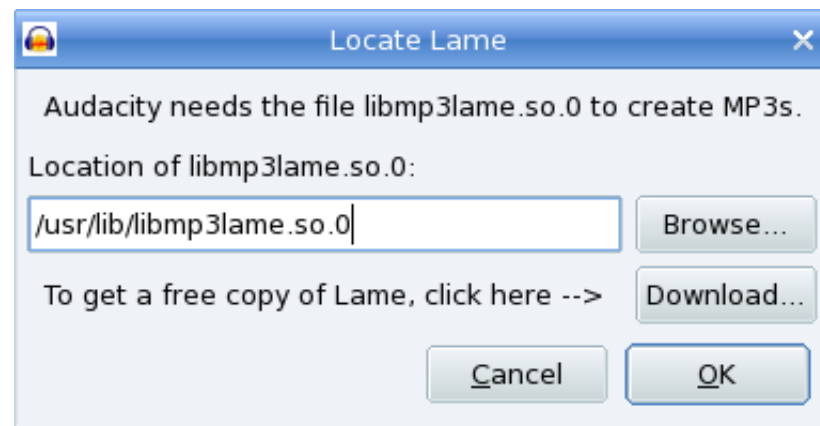 Locate Lame
Audacity needs the file libmp3lame.so.0 to create MP3s.
Location of libmp3lame.so.0:
/usr/lib/libmp3lame.so.0
Browse...
To get a free copy of Lame, click here -->
Download...
Cancel
OK